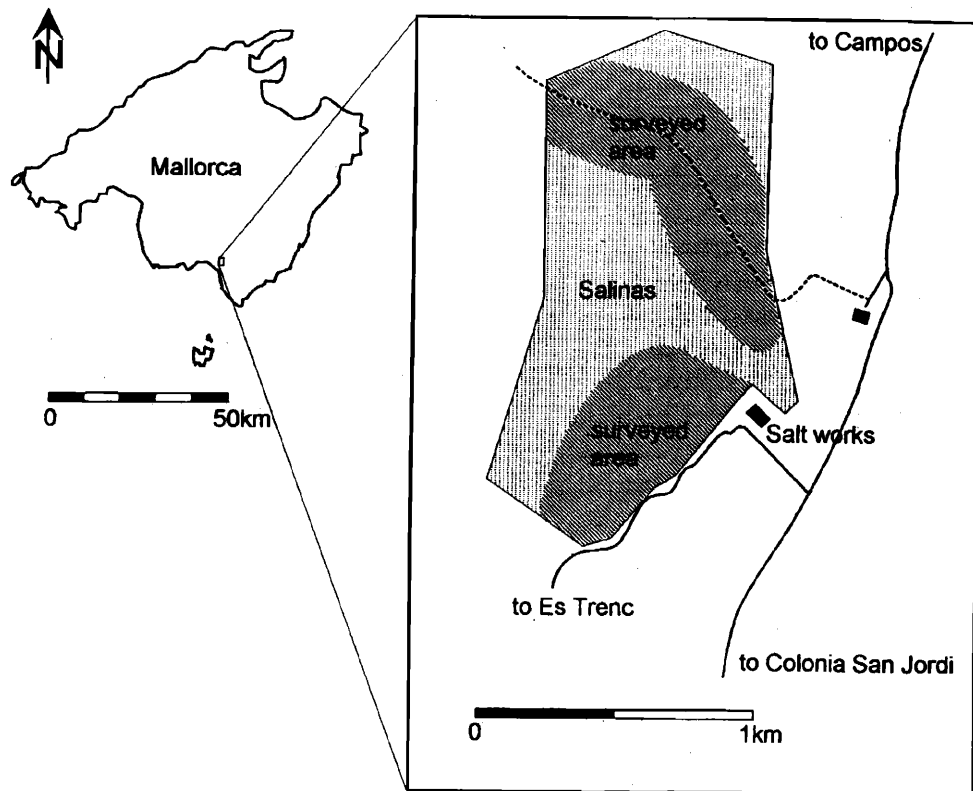 N
Mallorca
0 50km
to Campos
surveyed
area
Salinas
surveyed
area
Salt works
to Es Trenc
to Colonia San Jordi
0 1km